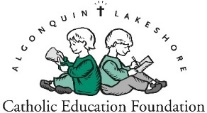 ALGONQUIN LAKESHORE
Catholic Education Foundation